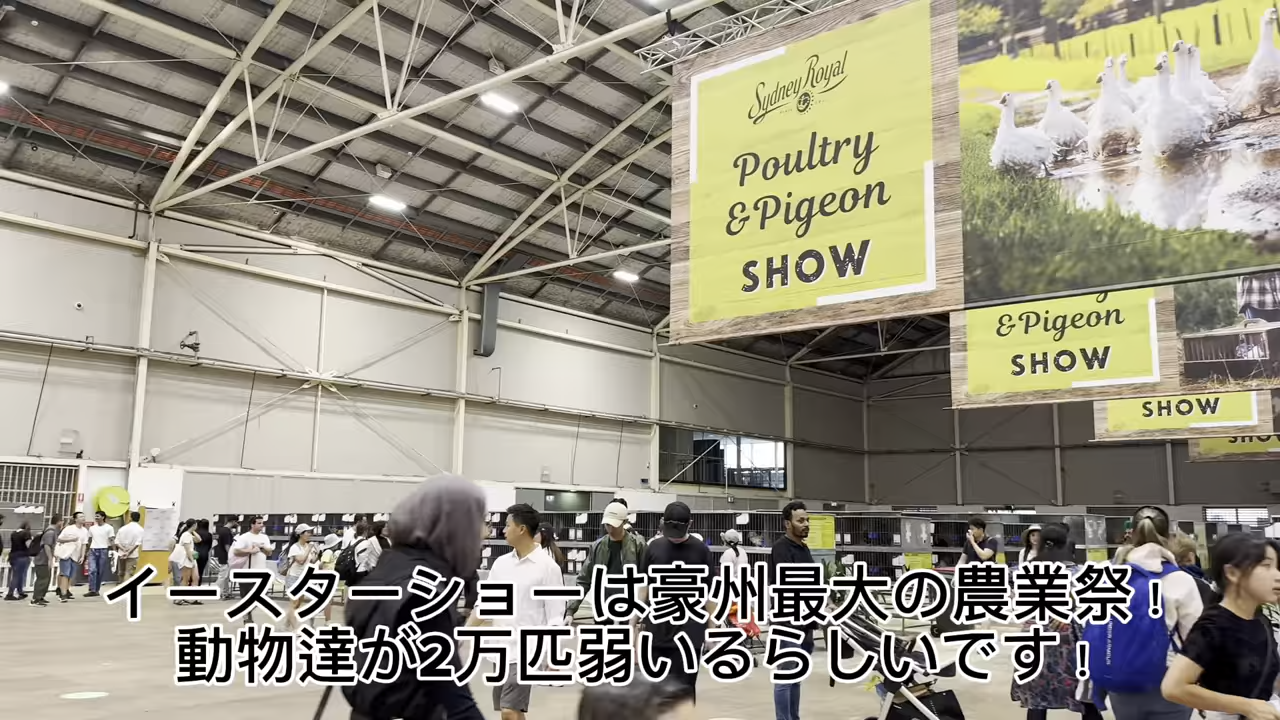 Sydney Royal
Poultry
&Pigeon
SHOW
&Pigeon
SHOW
SHOW
SHOW
イースターショーは豪州最大の農業祭！
動物達が2万匹弱いるらしいです！